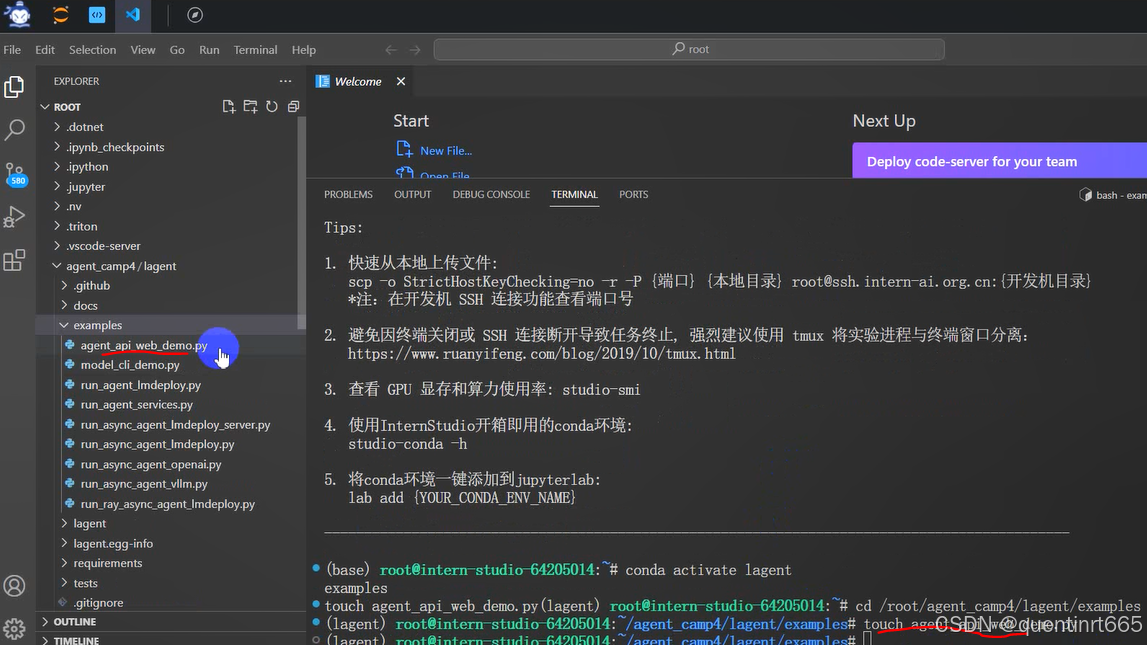 File Edit Selection View Go Run Terminal Help
root
EXPLORER
Welcome
ROOT
.dotnet
.ipynb_checkpoints
.ipython
.jupyter
.nv
.triton
.vscode-server
agent_camp4 / lagent
.github
docs
examples
agent_api_web_demo.py
model_cli_demo.py
run_agent_lmdeploy.py
run_agent_services.py
run_async_agent_lmdeploy_server.py
run_async_agent_lmdeploy.py
run_async_agent_openai.py
run_async_agent_vllm.py
run_ray_async_agent_lmdeploy.py
lagent
lagent.egg-info
requirements
tests
.gitignore
OUTLINE
TIMELINE
580
Start
New File...
Open File...
Next Up
Deploy code-server for your team
PROBLEMS OUTPUT DEBUG CONSOLE TERMINAL PORTS
bash - exam
Tips:
1. 快速从本地上传文件:
scp -o StrictHostKeyChecking=no -r -P {端口} {本地目录} root@ssh.intern-ai.org.cn:{开发机目录}
*注: 在开发机 SSH 连接功能查看端口号
2. 避免因终端关闭或 SSH 连接断开导致任务终止, 强烈建议使用 tmux 将实验进程与终端窗口分离:
https://www.ruanyifeng.com/blog/2019/10/tmux.html
3. 查看 GPU 显存和算力使用率: studio-smi
4. 使用InternStudio开箱即用的conda环境:
studio-conda -h
5. 将conda环境一键添加到jupyterlab:
lab add {YOUR_CONDA_ENV_NAME}
(base) root@intern-studio-64205014:~# conda activate lagent
examples
touch agent_api_web_demo.py(lagent) root@intern-studio-64205014:~# cd /root/agent_camp4/lagent/examples
(lagent) root@intern-studio-64205014:~/agent_camp4/lagent/examples# touch agent_api_web_demo.py
(lagent) root@intern-studio-64205014:~/agent_camp4/lagent/examples#
CSDN @quentinrt665